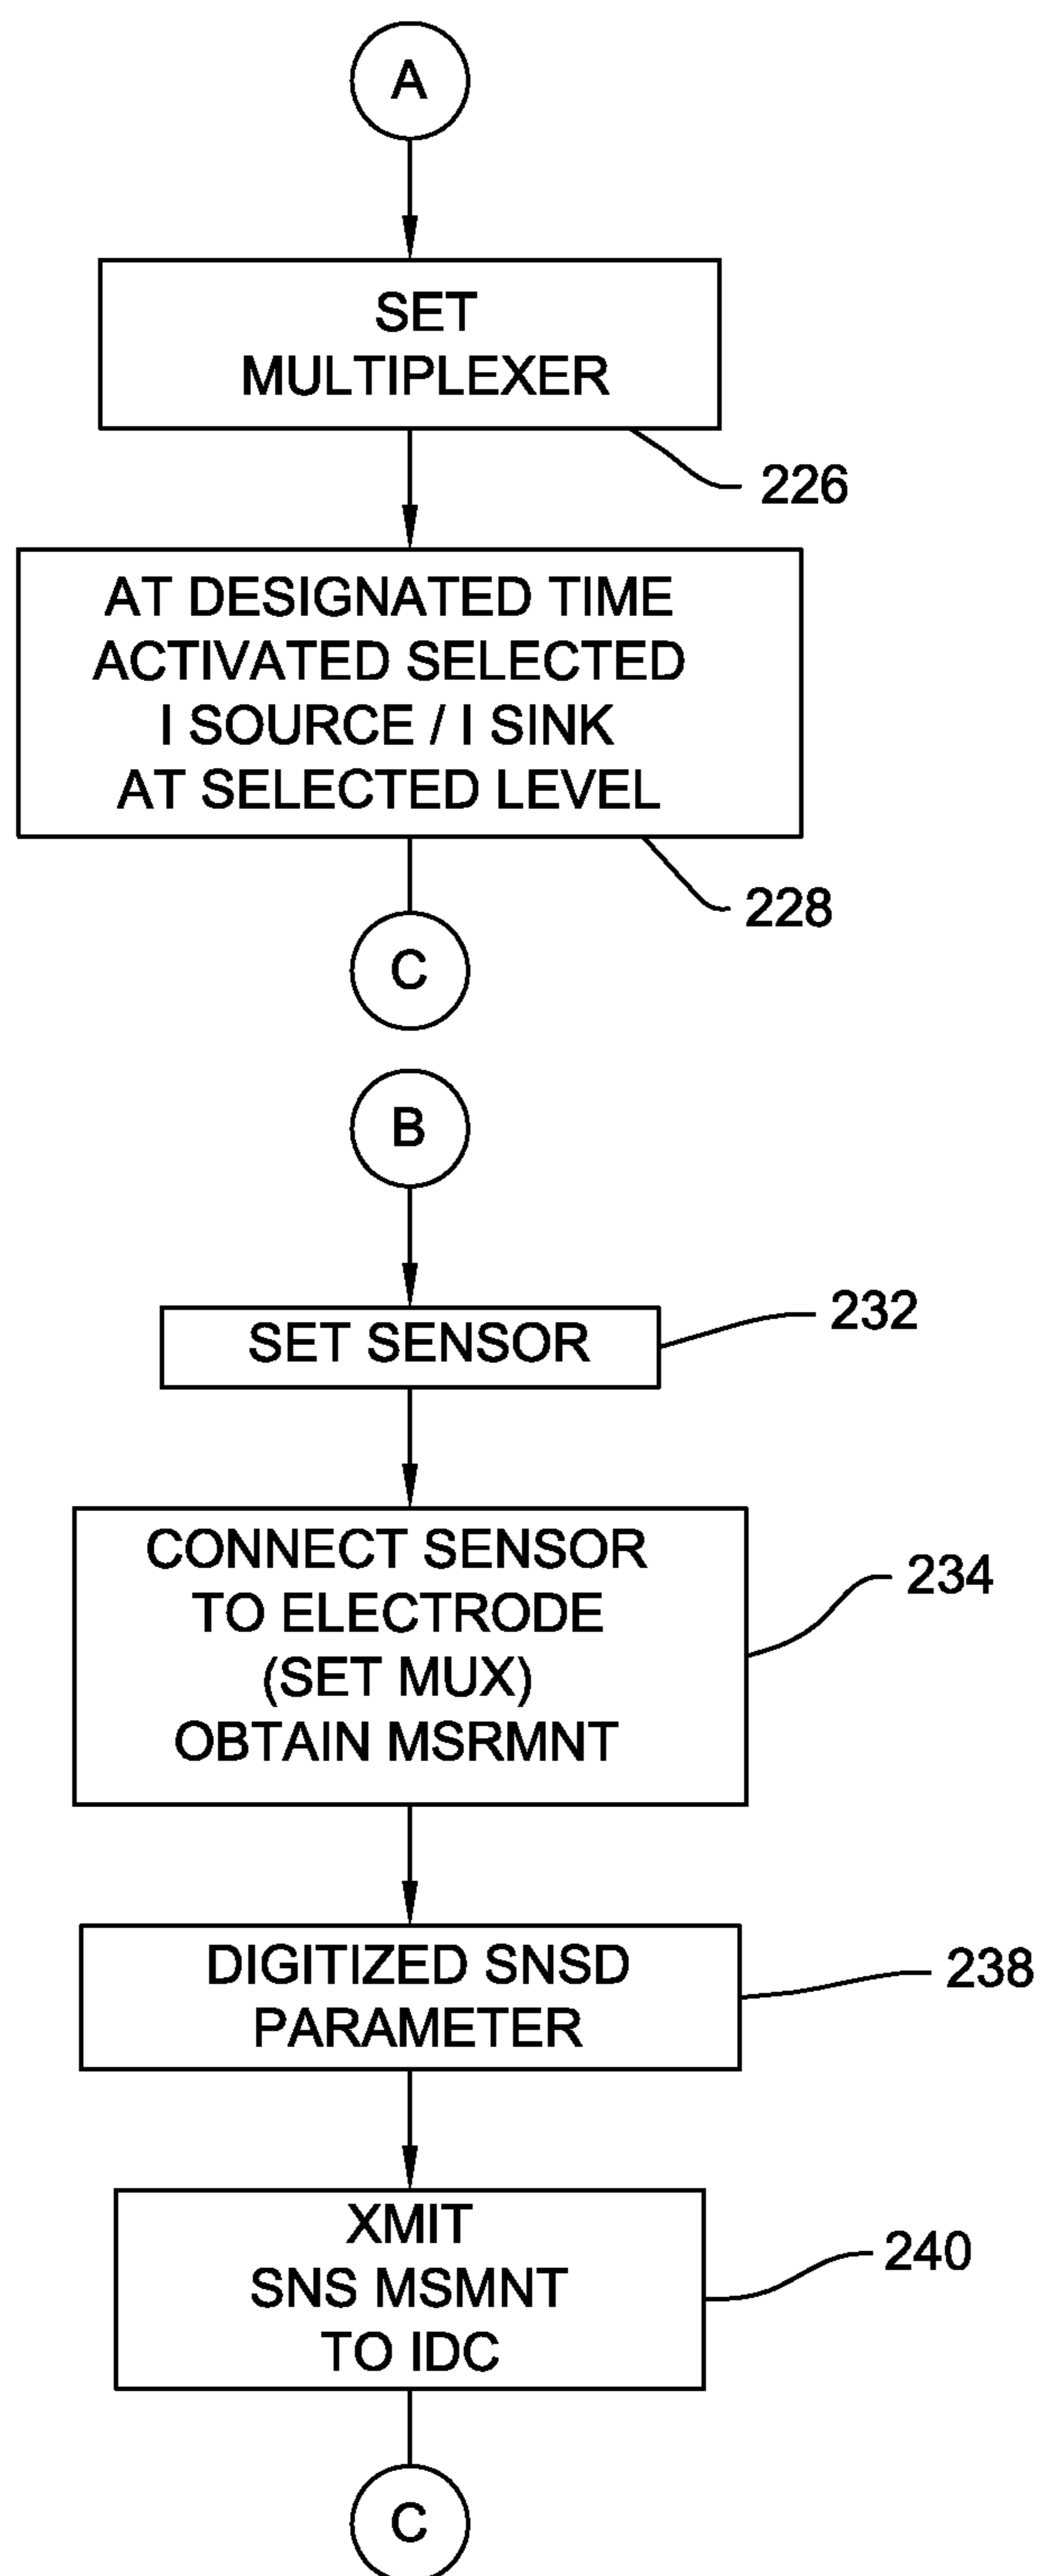 A
SET
MULTIPLEXER
226
AT DESIGNATED TIME
ACTIVATED SELECTED
I SOURCE / I SINK
AT SELECTED LEVEL
228
C
B
SET SENSOR
232
CONNECT SENSOR
TO ELECTRODE
(SET MUX)
OBTAIN MSRMNT
234
DIGITIZED SNSD
PARAMETER
238
XMIT
SNS MSMNT
TO IDC
240
C